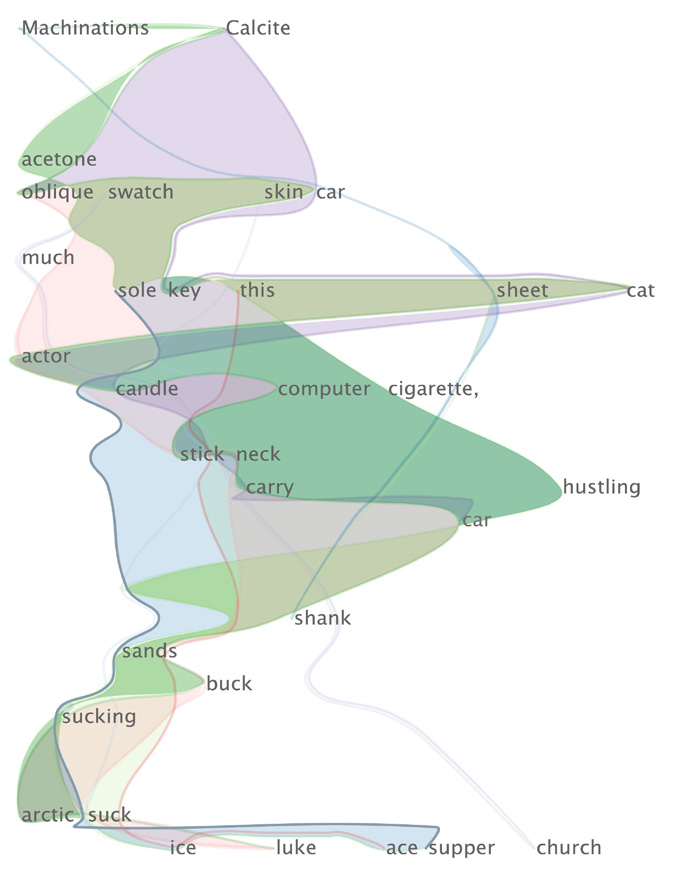 Machinations Calcite
acetone
oblique swatch skin car
much
sole key this sheet cat
actor
candle computer cigarette,
stick neck
carry hustling
car
shank
sands
buck
sucking
arctic suck
ice luke ace supper church